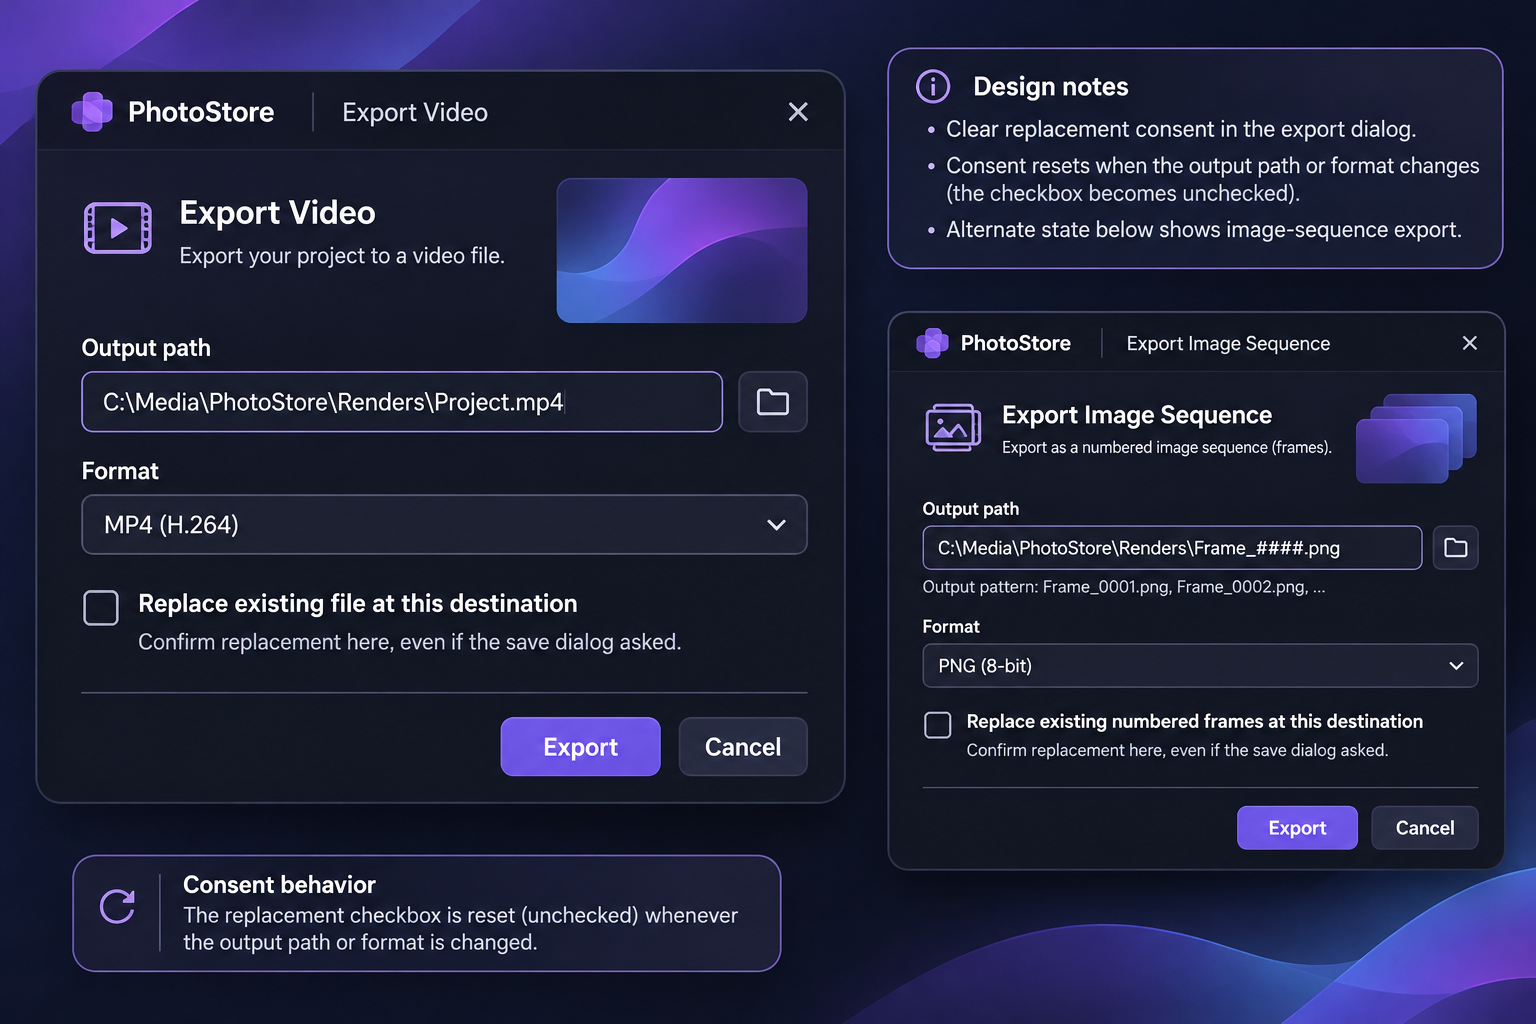 PhotoStore
Export Video
Export Video
Export your project to a video file.
Output path
C:\Media\PhotoStore\Renders\Project.mp4
Format
MP4 (H.264)
Replace existing file at this destination
Confirm replacement here, even if the save dialog asked.
Export
Cancel
Consent behavior
The replacement checkbox is reset (unchecked) whenever
the output path or format is changed.
Design notes
• Clear replacement consent in the export dialog.
• Consent resets when the output path or format changes
(the checkbox becomes unchecked).
• Alternate state below shows image-sequence export.
PhotoStore
Export Image Sequence
Export Image Sequence
Export as a numbered image sequence (frames).
Output path
C:\Media\PhotoStore\Renders\Frame_####.png
Output pattern: Frame_0001.png, Frame_0002.png, ...
Format
PNG (8-bit)
Replace existing numbered frames at this destination
Confirm replacement here, even if the save dialog asked.
Export
Cancel